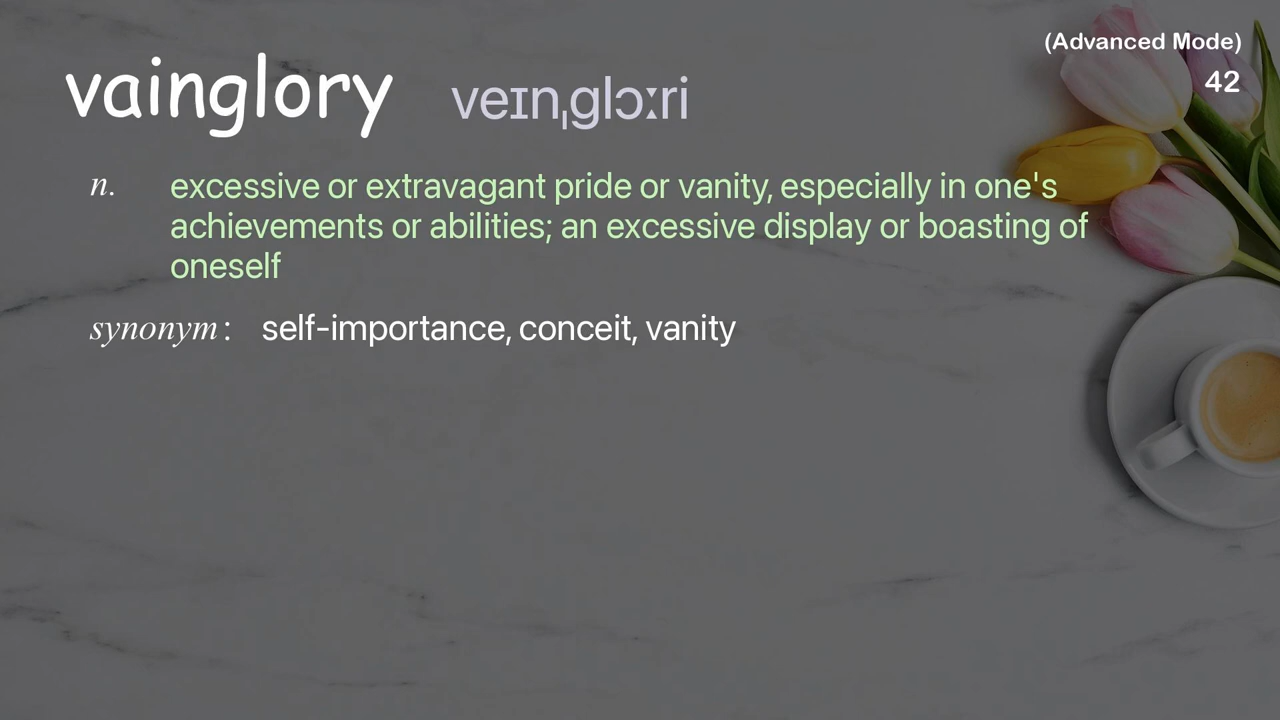 (Advanced Mode)
42
vainglory veɪnˌglɔːri
n. excessive or extravagant pride or vanity, especially in one's
achievements or abilities; an excessive display or boasting of
oneself
synonym: self-importance, conceit, vanity